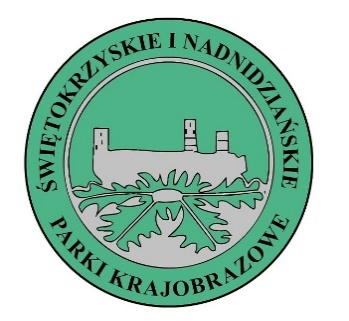 ŚWIĘTOKRZYSKIE I NADNIDZIAŃSKIE
PARKI KRAJOBRAZOWE